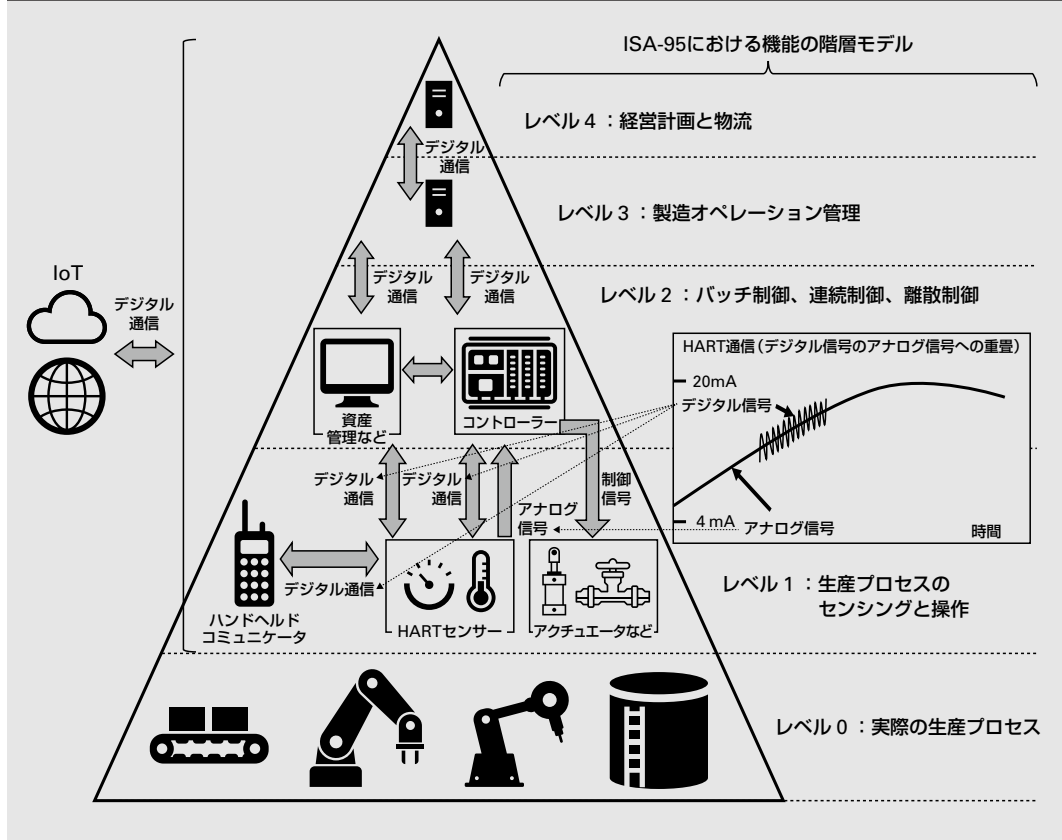 ISA-95における機能の階層モデル
レベル4：経営計画と物流
デジタル
通信
レベル3：製造オペレーション管理
デジタル
通信
デジタル
通信
レベル2：バッチ制御、連続制御、離散制御
IoT
デジタル
通信
資産
管理など
コントローラー
HART通信（デジタル信号のアナログ信号への重畳）
20mA
デジタル信号
4mA
アナログ信号
時間
デジタル
通信
デジタル
通信
アナログ
信号
制御
信号
デジタル通信
ハンドヘルド
コミュニケータ
HARTセンサー
アクチュエータなど
レベル1：生産プロセスの
センシングと操作
レベル0：実際の生産プロセス